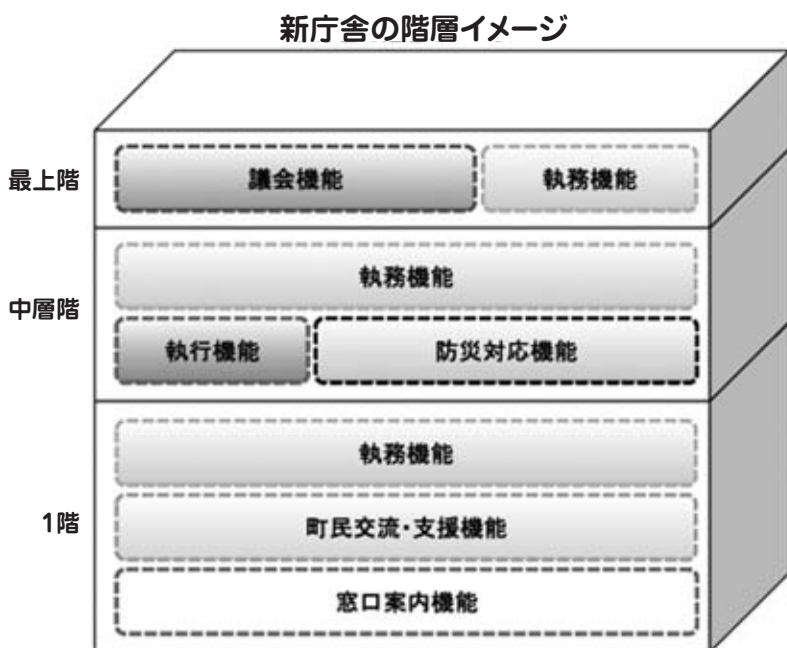 新庁舎の階層イメージ
最上階
議会機能
執務機能
中層階
執務機能
執行機能
防災対応機能
1階
執務機能
町民交流・支援機能
窓口案内機能